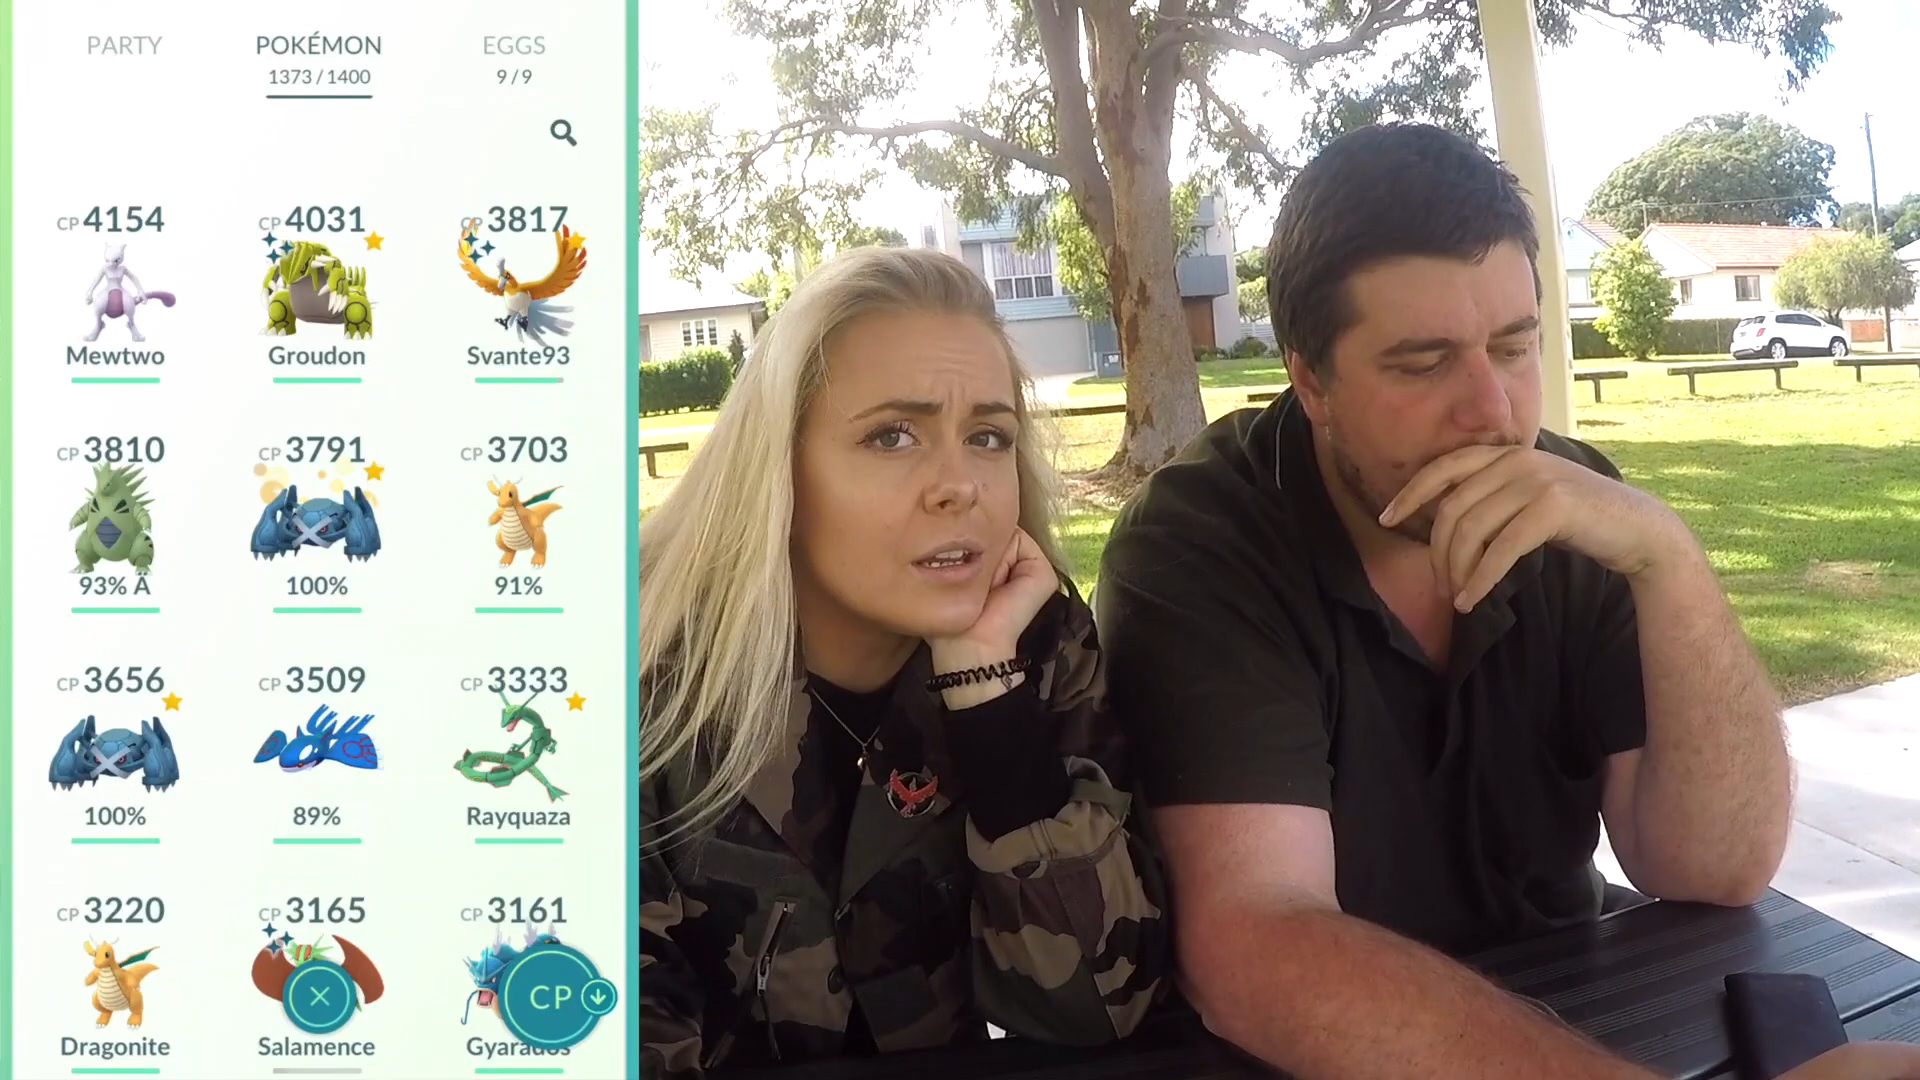 PARTY POKÉMON EGGS
1373 / 1400 9 / 9
CP 4154 CP 4031 CP 3817
Mewtwo Groudon Svante93
CP 3810 CP 3791 CP 3703
93% Å 100% 91%
CP 3656 CP 3509 CP 3333
100% 89% Rayquaza
CP 3220 CP 3165 CP 3161
CP
Dragonite Salamence Gyarados